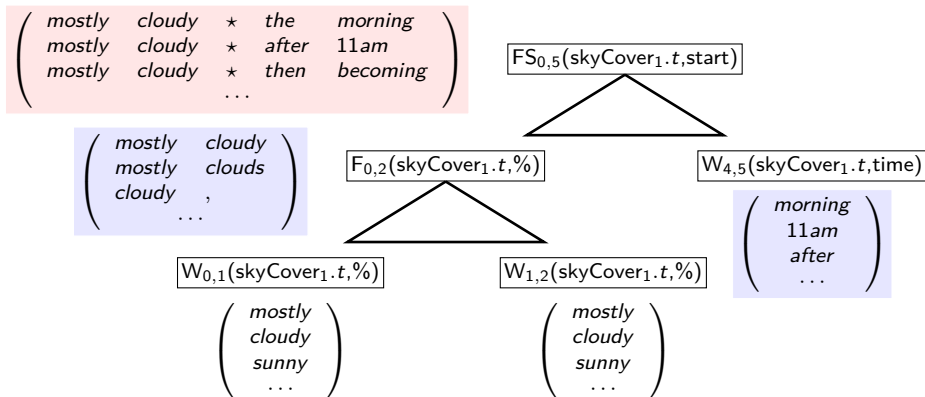 mostly cloudy ⋆ the morning
mostly cloudy ⋆ after 11am
mostly cloudy ⋆ then becoming
...
FS0,5(skyCover1.t,start)
mostly cloudy
mostly clouds
cloudy ,
...
F0,2(skyCover1.t,%)
W4,5(skyCover1.t,time)
morning
11am
after
...
W0,1(skyCover1.t,%)
W1,2(skyCover1.t,%)
mostly
cloudy
sunny
...
mostly
cloudy
sunny
...